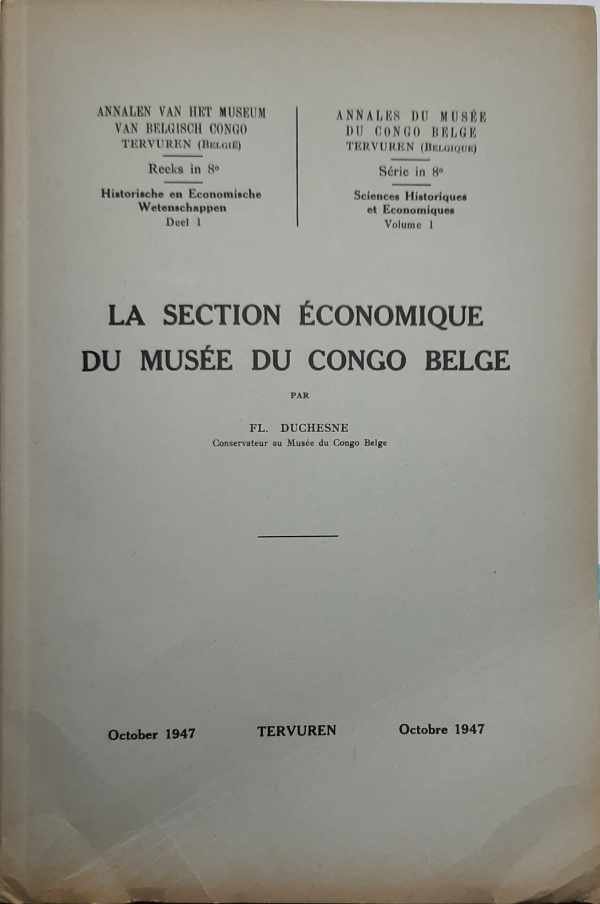 ANNALEN VAN HET MUSEUM
VAN BELGISCH CONGO
TERVUREN (BELGIË)
Reeks in 8º
Historische en Economische
Wetenschappen
Deel 1
ANNALES DU MUSÉE
DU CONGO BELGE
TERVUREN (BELGIQUE)
Série in 8º
Sciences Historiques
et Economiques
Volume 1
LA SECTION ÉCONOMIQUE
DU MUSÉE DU CONGO BELGE
PAR
FL. DUCHESNE
Conservateur au Musée du Congo Belge
October 1947 TERVUREN Octobre 1947